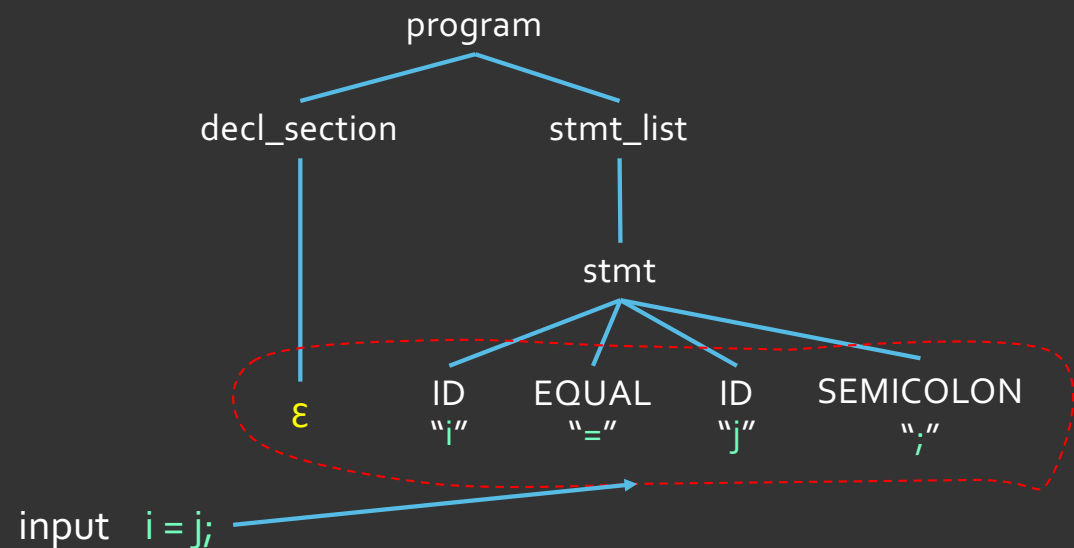 program
decl_section stmt_list
stmt
ε ID EQUAL ID SEMICOLON
“i” “=” “j” “;”
input i = j;